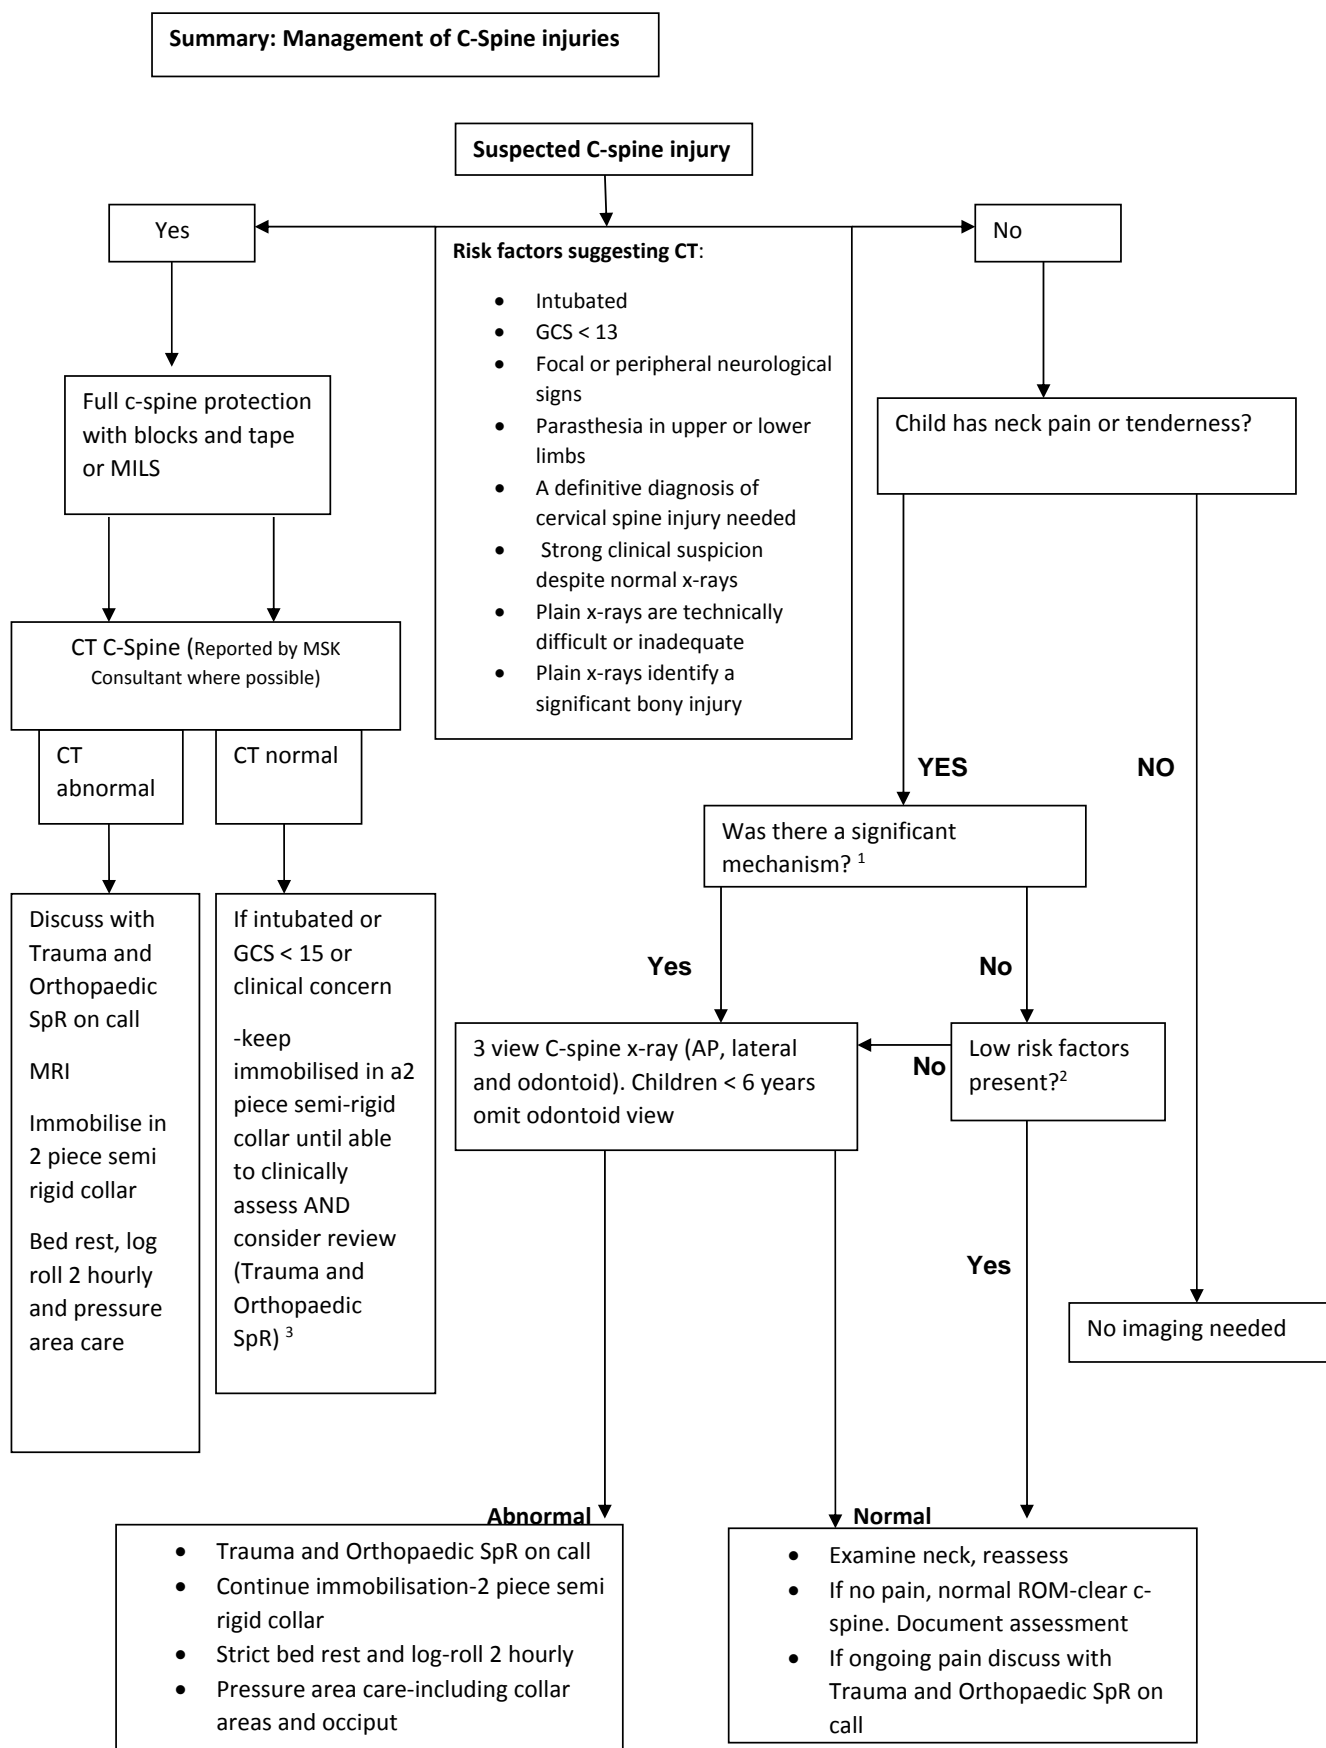 Summary: Management of C-Spine injuries
Suspected C-spine injury
Yes
No
Risk factors suggesting CT:
• Intubated
• GCS < 13
• Focal or peripheral neurological
signs
• Parasthesia in upper or lower
limbs
• A definitive diagnosis of
cervical spine injury needed
• Strong clinical suspicion
despite normal x-rays
• Plain x-rays are technically
difficult or inadequate
• Plain x-rays identify a
significant bony injury
Full c-spine protection
with blocks and tape
or MILS
Child has neck pain or tenderness?
CT C-Spine (Reported by MSK
Consultant where possible)
CT
abnormal
CT normal
YES
NO
Was there a significant
mechanism? 1
Discuss with
Trauma and
Orthopaedic
SpR on call
MRI
Immobilise in
2 piece semi
rigid collar
Bed rest, log
roll 2 hourly
and pressure
area care
If intubated or
GCS < 15 or
clinical concern
-keep
immobilised in a2
piece semi-rigid
collar until able
to clinically
assess AND
consider review
(Trauma and
Orthopaedic
SpR) 3
Yes
No
3 view C-spine x-ray (AP, lateral
and odontoid). Children < 6 years
omit odontoid view
No
Low risk factors
present?2
Yes
No imaging needed
Abnormal
• Trauma and Orthopaedic SpR on call
• Continue immobilisation-2 piece semi
rigid collar
• Strict bed rest and log-roll 2 hourly
• Pressure area care-including collar
areas and occiput
Normal
• Examine neck, reassess
• If no pain, normal ROM-clear c-
spine. Document assessment
• If ongoing pain discuss with
Trauma and Orthopaedic SpR on
call